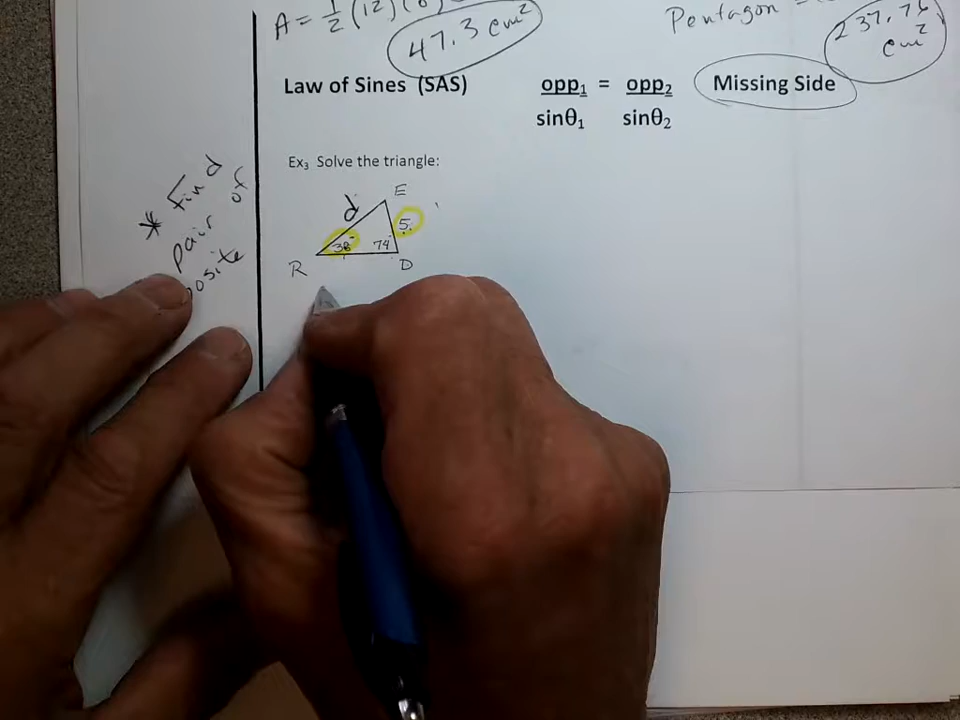 A = 1/2 (12)(
47.3 cm²
Pentagon =
237.76
cm²
Law of Sines (SAS)
opp₁ = opp₂
sinθ₁ sinθ₂
Missing Side
Ex₃ Solve the triangle:
* Find
pair of
d
E
5
38°
74°
R
D